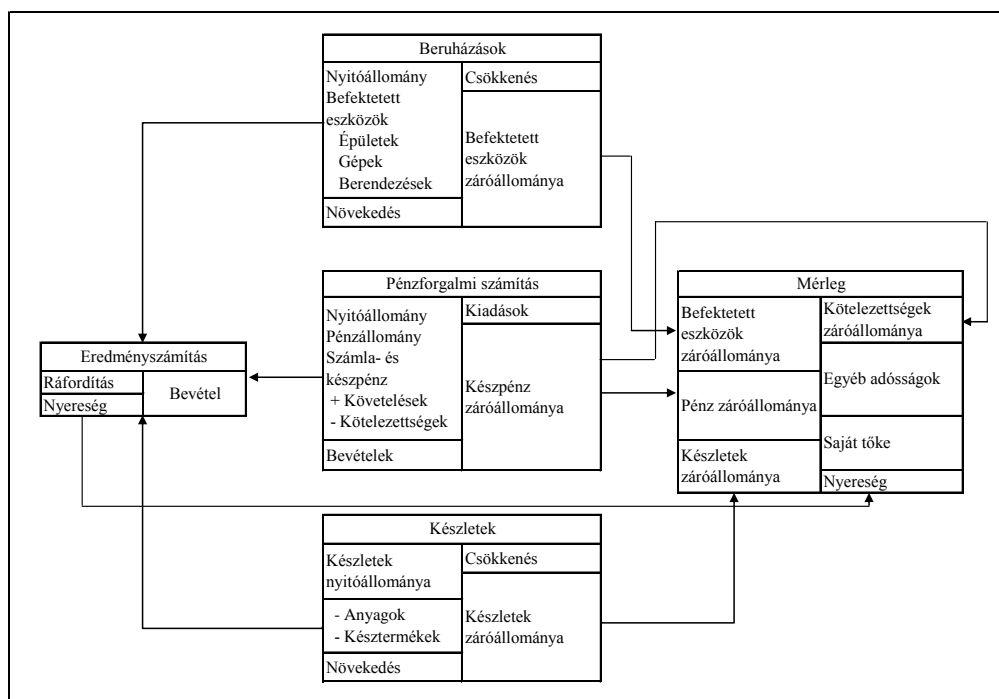 Beruházások
Nyitóállomány
Befektetett
eszközök
Épületek
Gépek
Berendezések
Növekedés
Csökkenés
Befektetett
eszközök
záróállománya
Pénzforgalmi számítás
Nyitóállomány
Pénzállomány
Számla- és
készpénz
+ Követelések
- Kötelezettségek
Bevételek
Kiadások
Készpénz
záróállománya
Mérleg
Befektetett
eszközök
záróállománya
Pénz záróállománya
Készletek
záróállománya
Kötelezettségek
záróállománya
Egyéb adósságok
Saját tőke
Nyereség
Eredményszámítás
Ráfordítás
Nyereség
Bevétel
Készletek
Készletek
nyitóállománya
- Anyagok
- Késztermékek
Növekedés
Csökkenés
Készletek
záróállománya